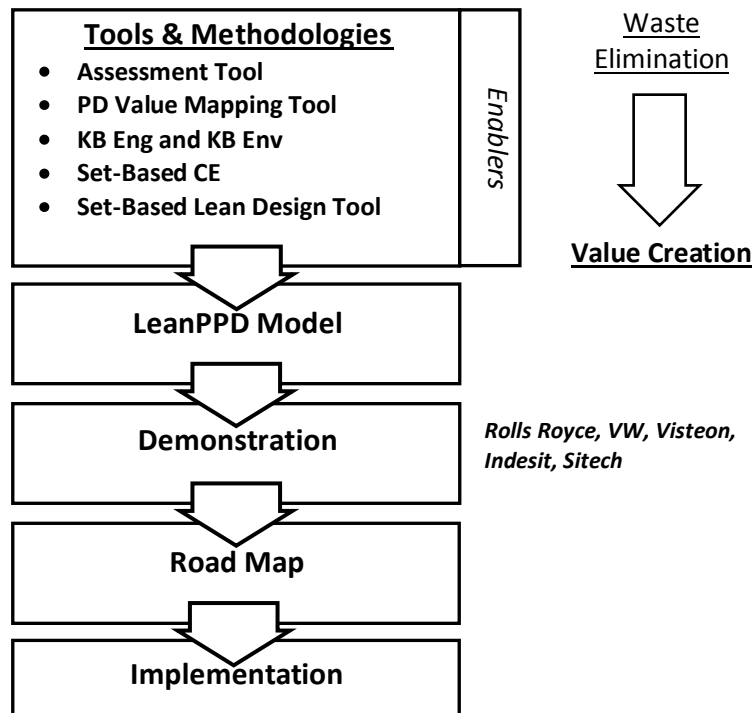 Tools & Methodologies
• Assessment Tool
• PD Value Mapping Tool
• KB Eng and KB Env
• Set-Based CE
• Set-Based Lean Design Tool
Enablers
Waste
Elimination
Value Creation
LeanPPD Model
Demonstration
Rolls Royce, VW, Visteon,
Indesit, Sitech
Road Map
Implementation